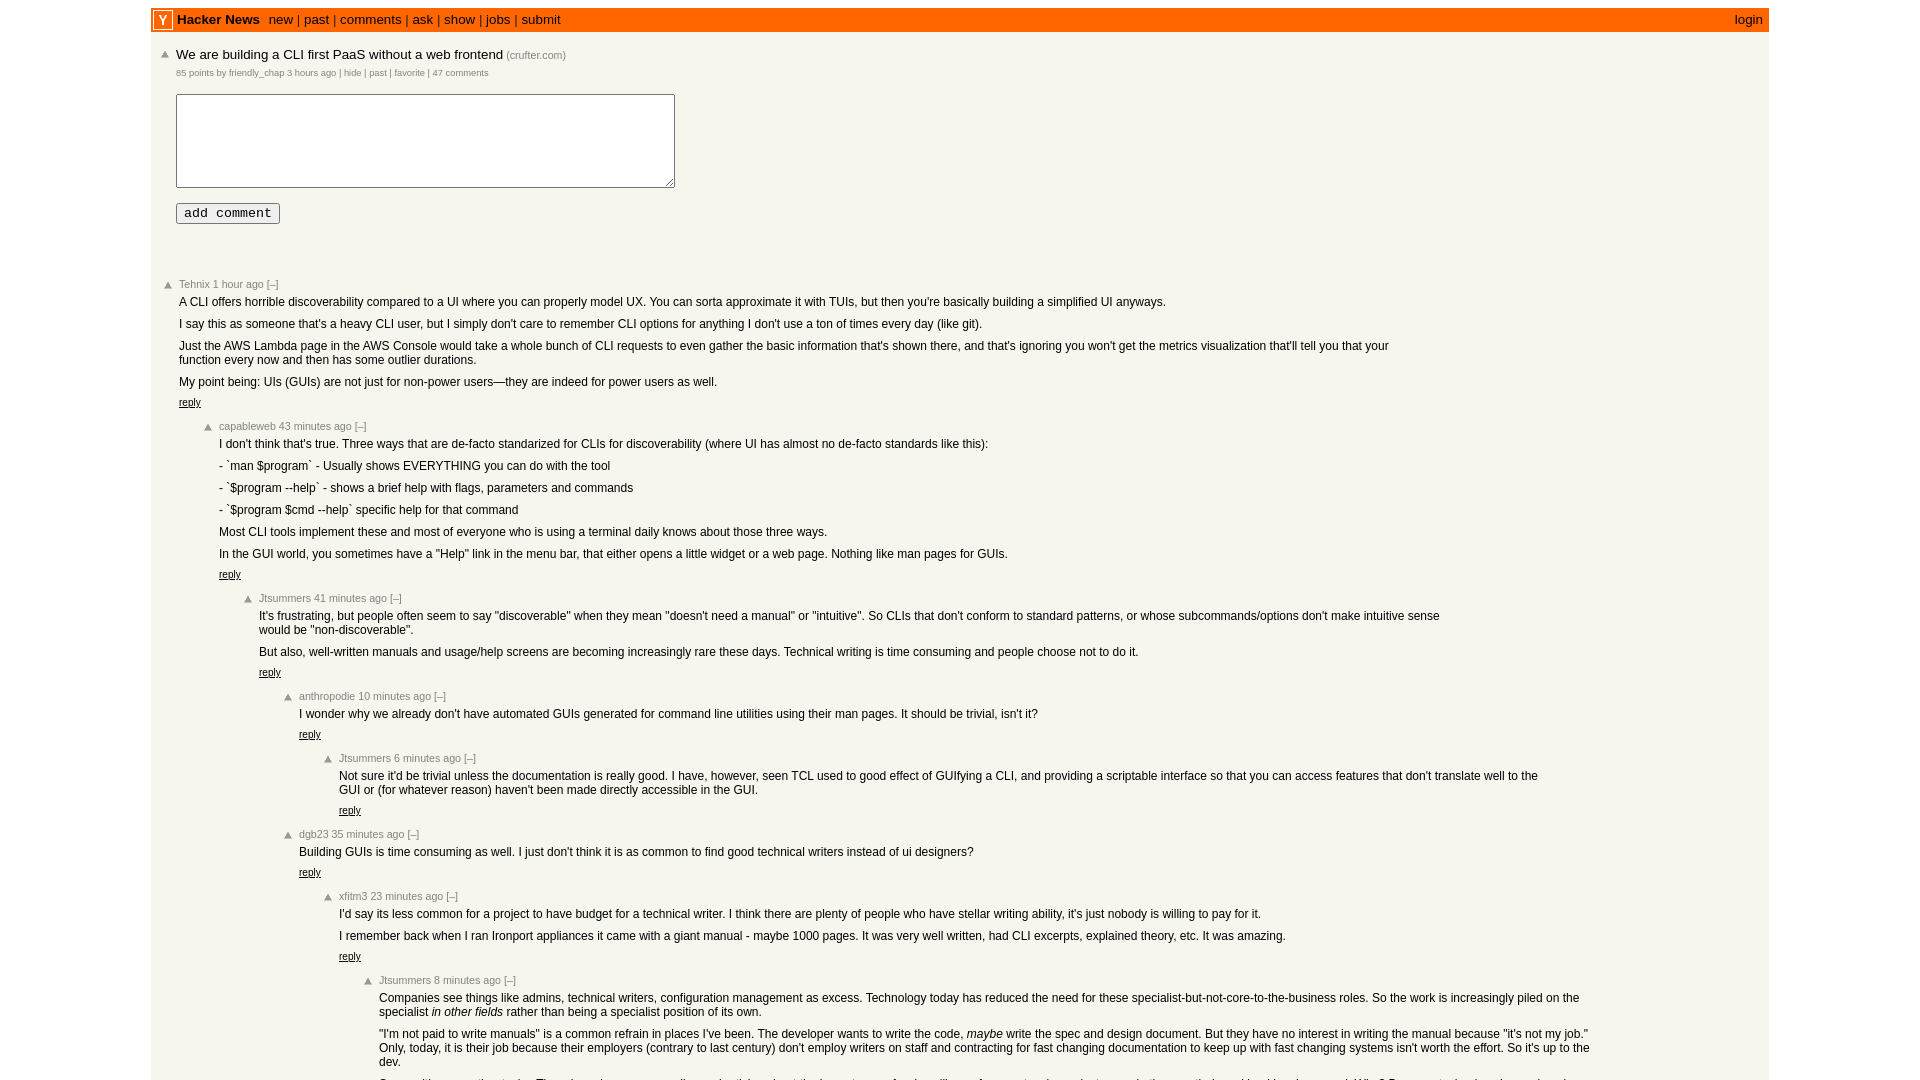 Y Hacker News new | past | comments | ask | show | jobs | submit login
We are building a CLI first PaaS without a web frontend (crufter.com)
85 points by friendly_chap 3 hours ago | hide | past | favorite | 47 comments
add comment
Tehnix 1 hour ago [–]
A CLI offers horrible discoverability compared to a UI where you can properly model UX. You can sorta approximate it with TUIs, but then you're basically building a simplified UI anyways.
I say this as someone that's a heavy CLI user, but I simply don't care to remember CLI options for anything I don't use a ton of times every day (like git).
Just the AWS Lambda page in the AWS Console would take a whole bunch of CLI requests to even gather the basic information that's shown there, and that's ignoring you won't get the metrics visualization that'll tell you that your
function every now and then has some outlier durations.
My point being: UIs (GUIs) are not just for non-power users—they are indeed for power users as well.
reply
capableweb 43 minutes ago [–]
I don't think that's true. Three ways that are de-facto standarized for CLIs for discoverability (where UI has almost no de-facto standards like this):
- `man $program` - Usually shows EVERYTHING you can do with the tool
- `$program --help` - shows a brief help with flags, parameters and commands
- `$program $cmd --help` specific help for that command
Most CLI tools implement these and most of everyone who is using a terminal daily knows about those three ways.
In the GUI world, you sometimes have a "Help" link in the menu bar, that either opens a little widget or a web page. Nothing like man pages for GUIs.
reply
Jtsummers 41 minutes ago [–]
It's frustrating, but people often seem to say "discoverable" when they mean "doesn't need a manual" or "intuitive". So CLIs that don't conform to standard patterns, or whose subcommands/options don't make intuitive sense
would be "non-discoverable".
But also, well-written manuals and usage/help screens are becoming increasingly rare these days. Technical writing is time consuming and people choose not to do it.
reply
anthropodie 10 minutes ago [–]
I wonder why we already don't have automated GUIs generated for command line utilities using their man pages. It should be trivial, isn't it?
reply
Jtsummers 6 minutes ago [–]
Not sure it'd be trivial unless the documentation is really good. I have, however, seen TCL used to good effect of GUIfying a CLI, and providing a scriptable interface so that you can access features that don't translate well to the
GUI or (for whatever reason) haven't been made directly accessible in the GUI.
reply
dgb23 35 minutes ago [–]
Building GUIs is time consuming as well. I just don't think it is as common to find good technical writers instead of ui designers?
reply
xfitm3 23 minutes ago [–]
I'd say its less common for a project to have budget for a technical writer. I think there are plenty of people who have stellar writing ability, it's just nobody is willing to pay for it.
I remember back when I ran Ironport appliances it came with a giant manual - maybe 1000 pages. It was very well written, had CLI excerpts, explained theory, etc. It was amazing.
reply
Jtsummers 8 minutes ago [–]
Companies see things like admins, technical writers, configuration management as excess. Technology today has reduced the need for these specialist-but-not-core-to-the-business roles. So the work is increasingly piled on the
specialist in other fields rather than being a specialist position of its own.
"I'm not paid to write manuals" is a common refrain in places I've been. The developer wants to write the code, maybe write the spec and design document. But they have no interest in writing the manual because "it's not my job."
Only, today, it is their job because their employers (contrary to last century) don't employ writers on staff and contracting for fast changing documentation to keep up with fast changing systems isn't worth the effort. So it's up to the
dev.